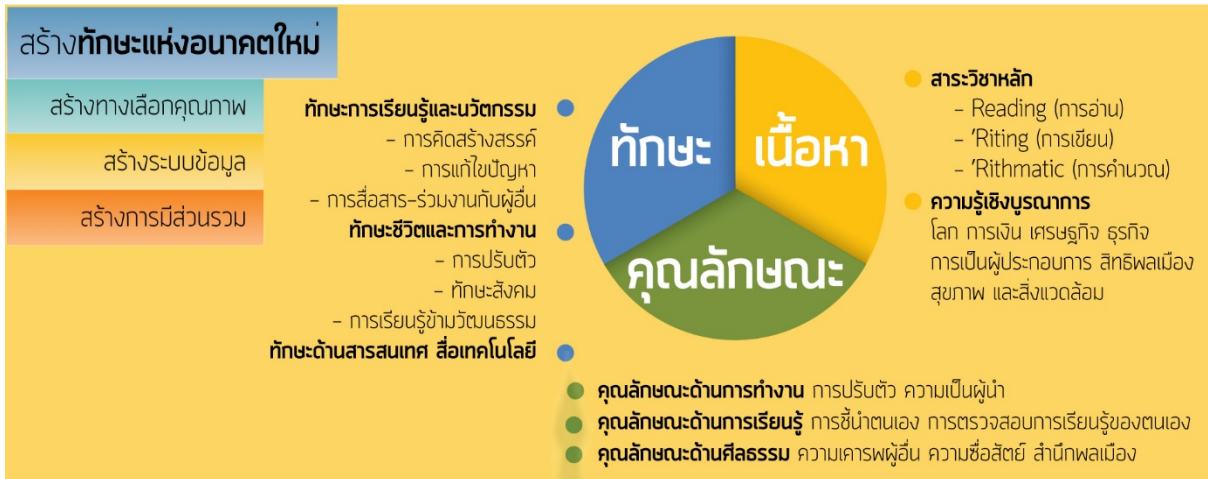 สร้างทักษะแห่งอนาคตใหม่
สร้างทางเลือกคุณภาพ
สร้างระบบข้อมูล
สร้างการมีส่วนรวม
ทักษะการเรียนรู้และนวัตกรรม
- การคิดสร้างสรรค์
- การแก้ไขปัญหา
- การสื่อสาร-ร่วมงานกับผู้อื่น
ทักษะชีวิตและการทำงาน
- การปรับตัว
- ทักษะสังคม
- การเรียนรู้ข้ามวัฒนธรรม
ทักษะด้านสารสนเทศ สื่อเทคโนโลยี
ทักษะ
เนื้อหา
คุณลักษณะ
สาระวิชาหลัก
- Reading (การอ่าน)
- 'Riting (การเขียน)
- 'Rithmatic (การคำนวณ)
ความรู้เชิงบูรณาการ
โลก การเงิน เศรษฐกิจ ธุรกิจ
การเป็นผู้ประกอบการ สิทธิพลเมือง
สุขภาพ และสิ่งแวดล้อม
คุณลักษณะด้านการทำงาน การปรับตัว ความเป็นผู้นำ
คุณลักษณะด้านการเรียนรู้ การชี้นำตนเอง การตรวจสอบการเรียนรู้ของตนเอง
คุณลักษณะด้านศีลธรรม ความเคารพผู้อื่น ความซื่อสัตย์ สำนึกพลเมือง